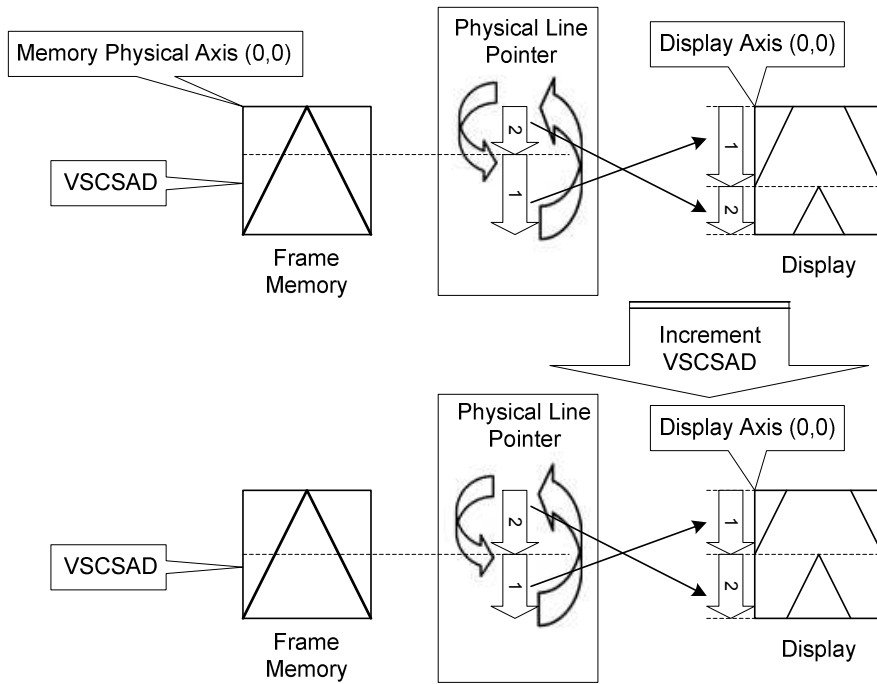 Memory Physical Axis (0,0)
Physical Line
Pointer
Display Axis (0,0)
2
1
1
2
VSCSAD
Frame
Memory
Display
Increment
VSCSAD
Physical Line
Pointer
Display Axis (0,0)
2
1
1
2
VSCSAD
Frame
Memory
Display